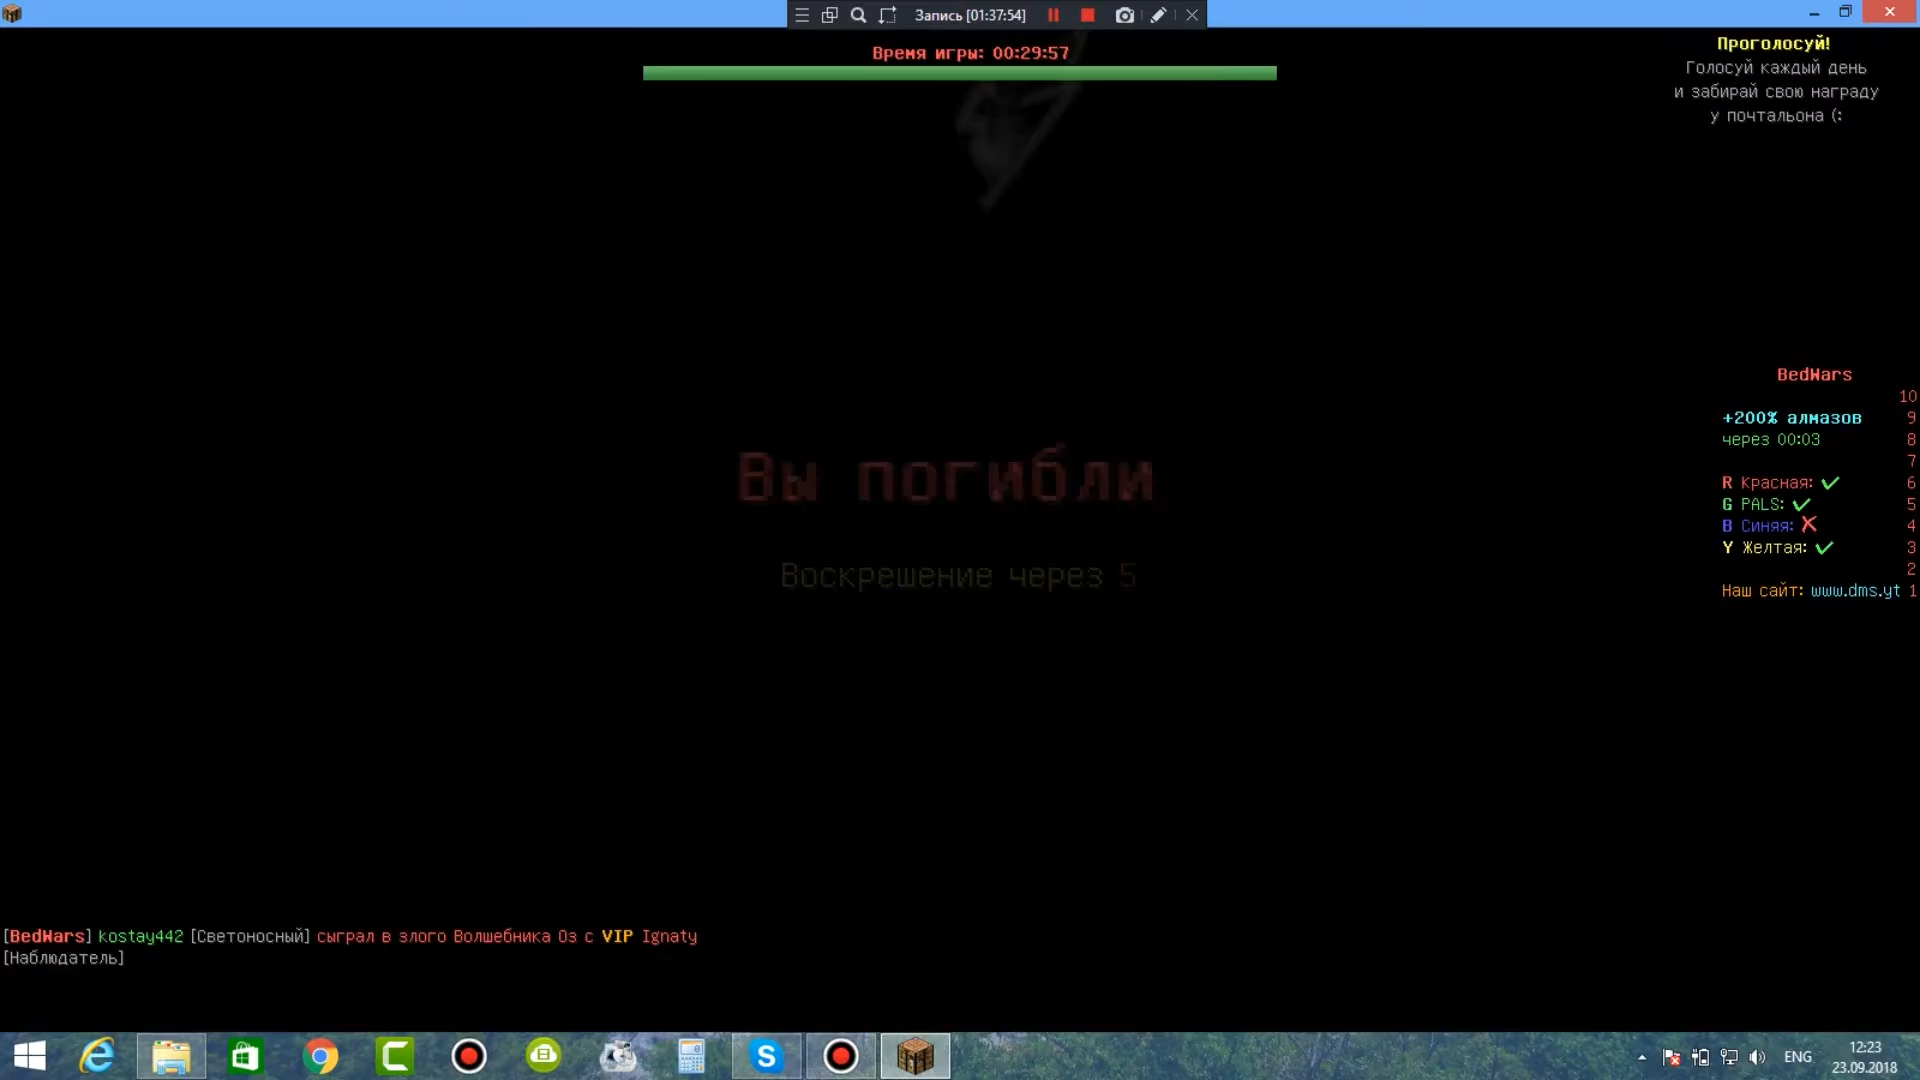 Запись [01:37:54]
Время игры: 00:29:57
Проголосуй!
Голосуй каждый день
и забирай свою награду
у почтальона (:
BedWars
10
+200% алмазов 9
через 00:03 8
7
R Красная: ✓ 6
G PALS: ✓ 5
B Синяя: ✗ 4
Y Желтая: ✓ 3
2
Наш сайт: www.dms.yt 1
Вы погибли
Воскрешение через 5
[BedWars] kostay442 [Светоносный] сыграл в злого Волшебника Оз с VIP Ignaty
[Наблюдатель]
ENG
12:23
23.09.2018